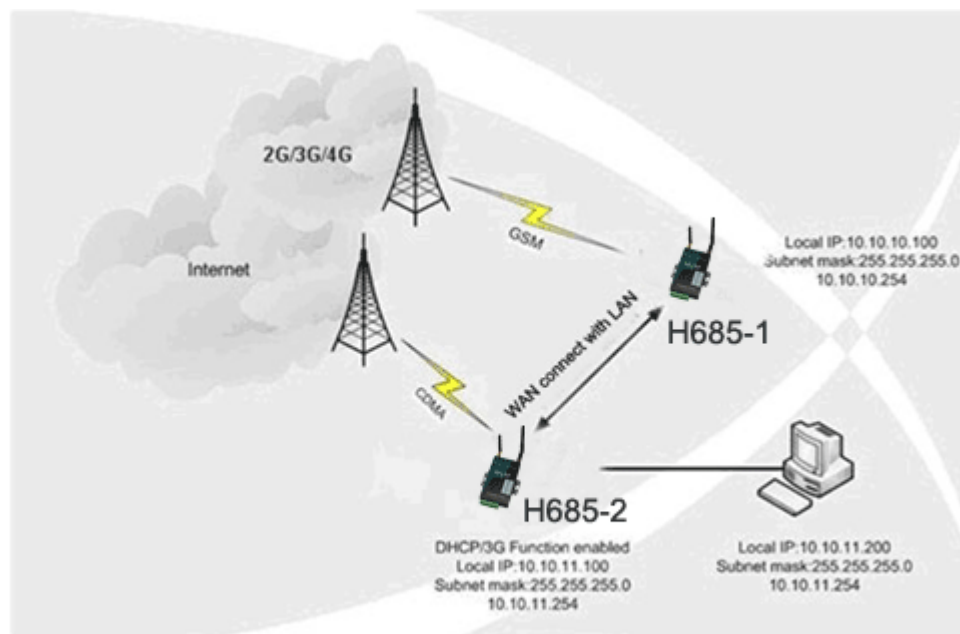 2G/3G/4G
GSM
Internet
Local IP:10.10.10.100
Subnet mask:255.255.255.0
10.10.10.254
H685-1
WAN connect with LAN
CDMA
H685-2
DHCP/3G Function enabled
Local IP:10.10.11.100
Subnet mask:255.255.255.0
10.10.11.254
Local IP:10.10.11.200
Subnet mask:255.255.255.0
10.10.11.254